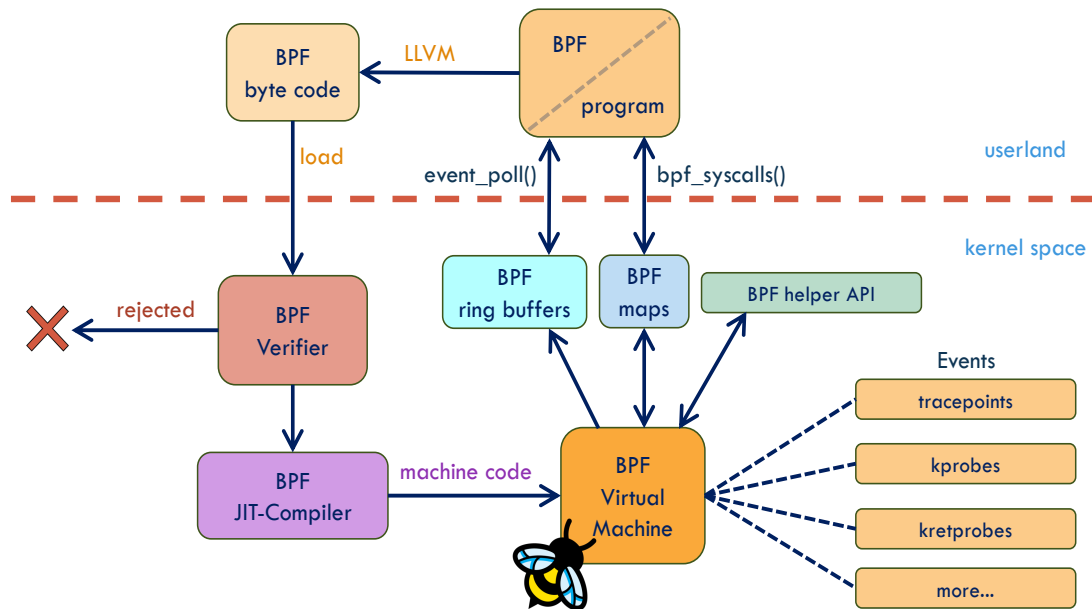 BPF
byte code
LLVM
BPF
program
load
event_poll()
bpf_syscalls()
userland
kernel space
BPF
ring buffers
BPF
maps
BPF helper API
rejected
BPF
Verifier
Events
tracepoints
kprobes
kretprobes
more...
BPF
JIT-Compiler
machine code
BPF
Virtual
Machine